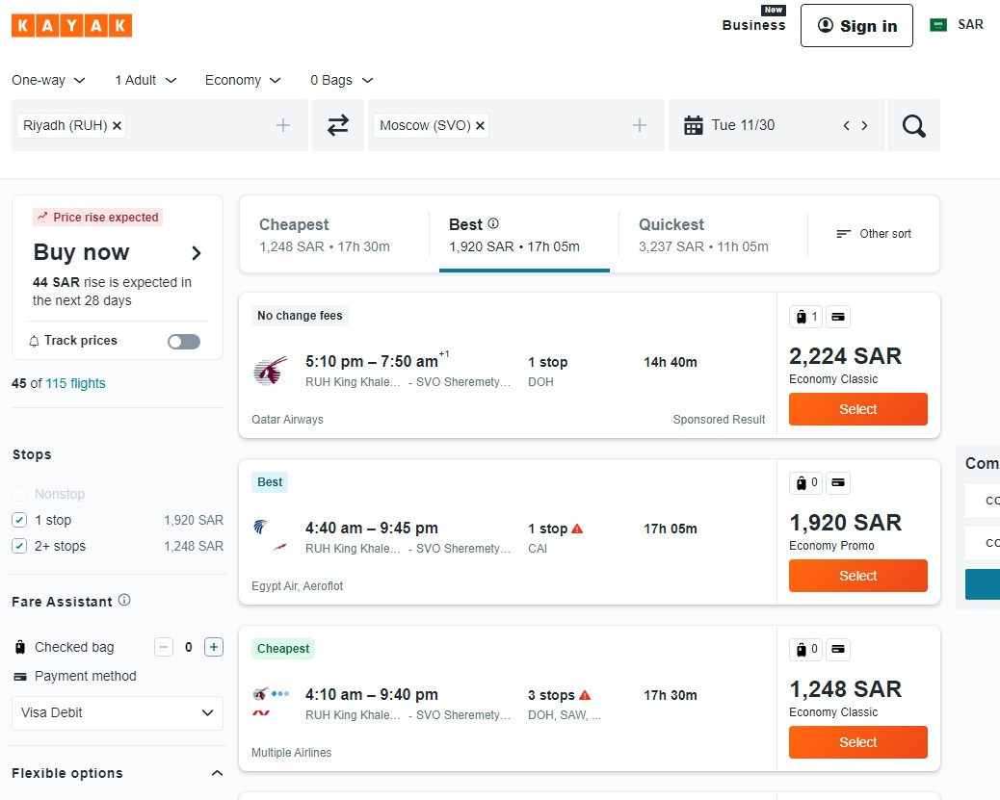 KAYAK
New
Business
Sign in
SAR
One-way
1 Adult
Economy
0 Bags
Riyadh (RUH)
Moscow (SVO)
Tue 11/30
Price rise expected
Buy now
44 SAR rise is expected in
the next 28 days
Track prices
45 of 115 flights
Stops
Nonstop
1 stop 1,920 SAR
2+ stops 1,248 SAR
Fare Assistant
Checked bag 0
Payment method
Visa Debit
Flexible options
Cheapest
1,248 SAR • 17h 30m
Best
1,920 SAR • 17h 05m
Quickest
3,237 SAR • 11h 05m
Other sort
No change fees
5:10 pm – 7:50 am+1
RUH King Khale... - SVO Sheremety...
1 stop
DOH
14h 40m
Qatar Airways
Sponsored Result
1
2,224 SAR
Economy Classic
Select
Best
4:40 am – 9:45 pm
RUH King Khale... - SVO Sheremety...
1 stop
CAI
17h 05m
Egypt Air, Aeroflot
0
1,920 SAR
Economy Promo
Select
Cheapest
4:10 am – 9:40 pm
RUH King Khale... - SVO Sheremety...
3 stops
DOH, SAW, ...
17h 30m
Multiple Airlines
0
1,248 SAR
Economy Classic
Select
Com
CO
CO